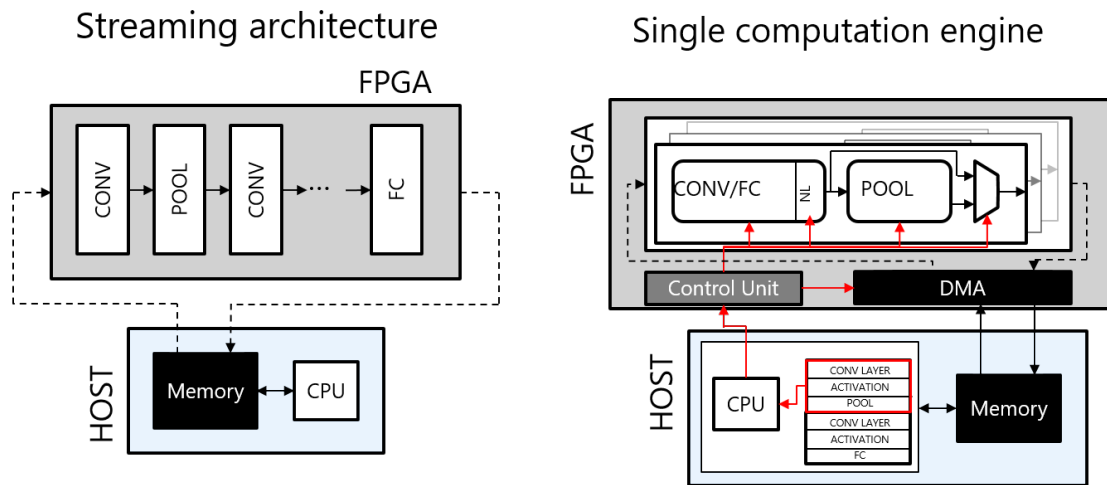 Streaming architecture
FPGA
CONV
POOL
CONV
...
FC
HOST
Memory
CPU
Single computation engine
FPGA
CONV/FC
NL
POOL
Control Unit
DMA
HOST
CPU
CONV LAYER
ACTIVATION
POOL
CONV LAYER
ACTIVATION
FC
Memory